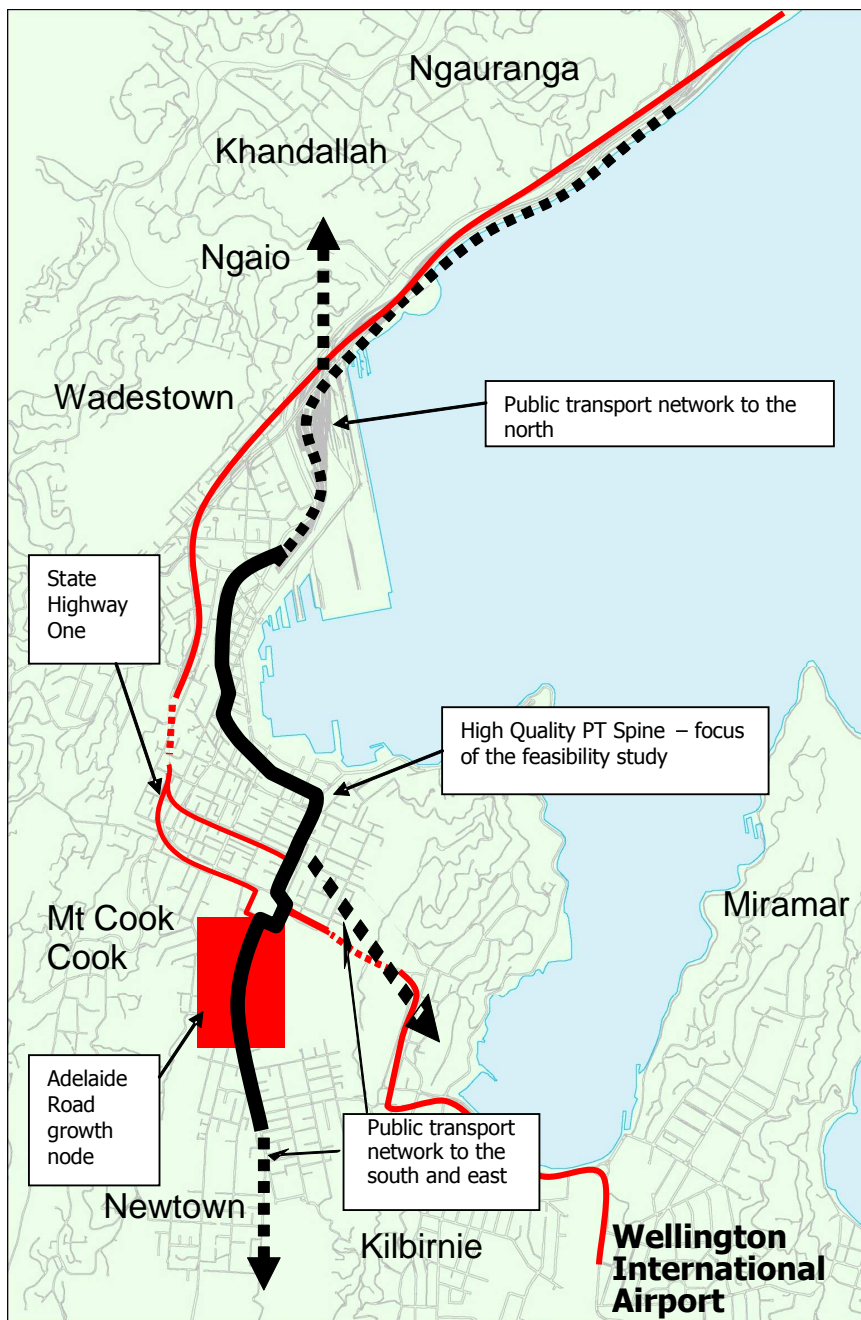 Ngauranga
Khandallah
Ngaio
Wadestown
Public transport network to the
north
State
Highway
One
High Quality PT Spine – focus
of the feasibility study
Mt Cook
Cook
Miramar
Adelaide
Road
growth
node
Public transport
network to the
south and east
Newtown
Kilbirnie
Wellington
International
Airport